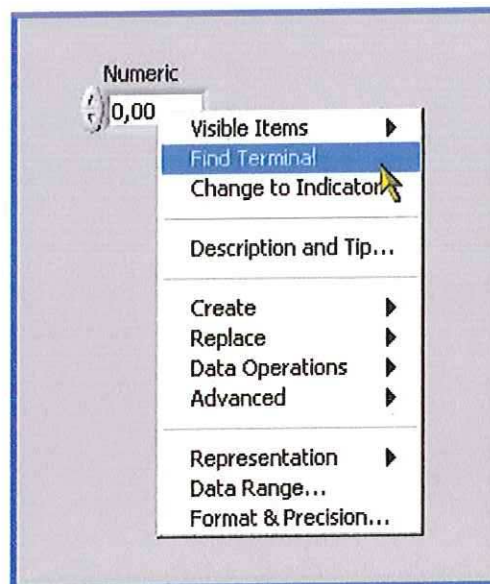 Numeric
0,00
Visible Items
Find Terminal
Change to Indicator
Description and Tip...
Create
Replace
Data Operations
Advanced
Representation
Data Range...
Format & Precision...